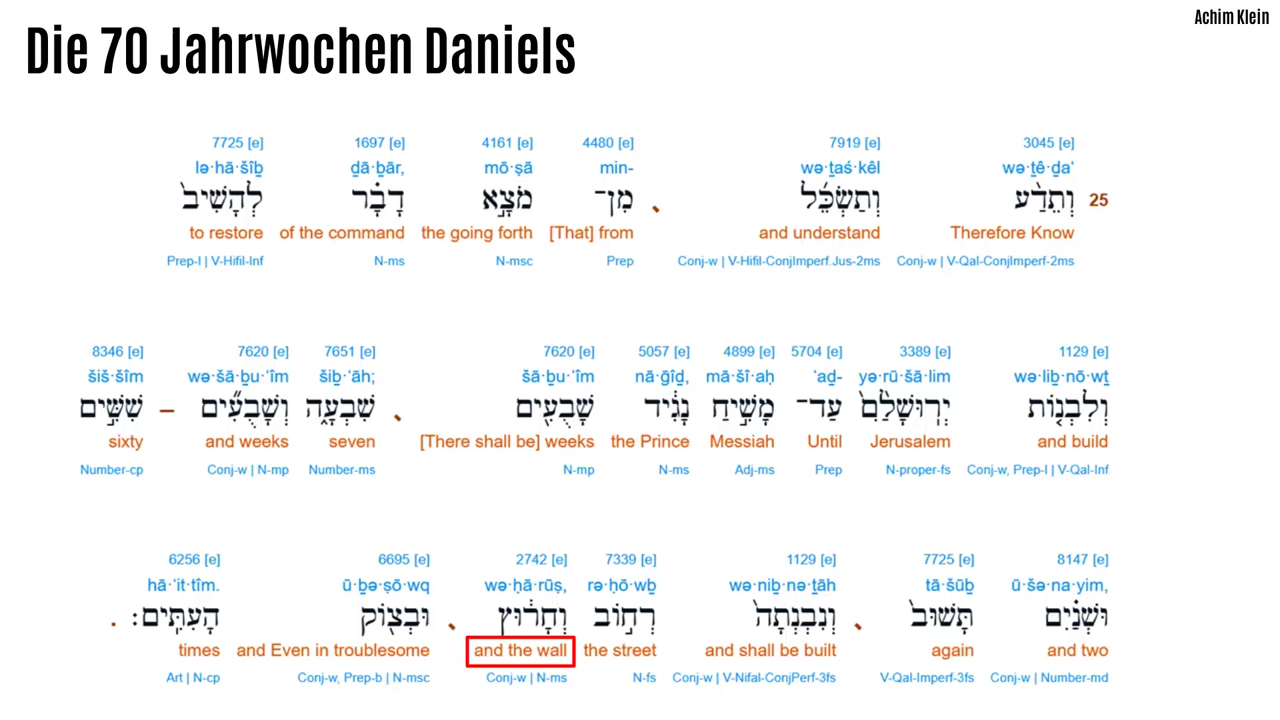 Achim Klein
Die 70 Jahrwochen Daniels
7725 [e] 1697 [e] 4161 [e] 4480 [e] 7919 [e] 3045 [e]
lə·hā·šîḇ ḏā·ḇār, mō·ṣā min- wə·ṯaś·kêl wə·ṯê·ḏa‘
25 וְתֵדַ֨ע וְתַשְׂכֵּ֜ל 、 מִן־ מֹצָ֣א דָבָ֗ר לְהָשִׁיב֙
to restore of the command the going forth [That] from and understand Therefore Know
Prep-l | V-Hifil-Inf N-ms N-msc Prep Conj-w | V-Hifil-ConjImperf.Jus-2ms Conj-w | V-Qal-ConjImperf-2ms
8346 [e] 7620 [e] 7651 [e] 7620 [e] 5057 [e] 4899 [e] 5704 [e] 3389 [e] 1129 [e]
šiš·šîm wə·šā·ḇu·‘îm šiḇ·‘āh; šā·ḇu·‘îm nā·ḡîḏ, mā·šî·aḥ ‘aḏ- yə·rū·šā·lim wə·liḇ·nō·wṯ
וְלִבְנ֤וֹת יְרֽוּשָׁלִַ֙ם֙ עַד־ מָשִׁ֣יחַ נָגִ֔יד שָׁבֻעִ֖ים 、 שִׁבְעָ֑ה וְשָׁבֻעִ֞ים – שִׁשִּׁ֣ים
sixty and weeks seven [There shall be] weeks the Prince Messiah Until Jerusalem and build
Number-cp Conj-w | N-mp Number-ms N-mp N-ms Adj-ms Prep N-proper-fs Conj-w, Prep-l | V-Qal-Inf
6256 [e] 6695 [e] 2742 [e] 7339 [e] 1129 [e] 7725 [e] 8147 [e]
hā·‘it·tîm. ū·ḇə·ṣō·wq wə·ḥā·rūṣ, rə·ḥō·wḇ wə·niḇ·nə·ṯāh tā·šūḇ ū·šə·na·yim,
וּשְׁנַ֗יִם תָּשׁוּב֙ 、 וְנִבְנְתָה֙ רְח֣וֹב וְחָר֔וּץ 、 וּבְצ֖וֹק הָעִתִּֽים׃ .
times and Even in troublesome and the wall the street and shall be built again and two
Art | N-cp Conj-w, Prep-b | N-msc Conj-w | N-ms N-fs Conj-w | V-Nifal-ConjPerf-3fs V-Qal-Imperf-3fs Conj-w | Number-md